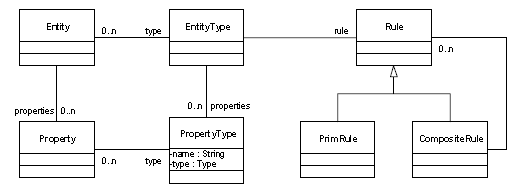 Entity
0..n
type
EntityType
rule
Rule
0..n
properties
0..n
0..n
properties
Property
0..n
type
PropertyType
-name : String
-type : Type
PrimRule
CompositeRule